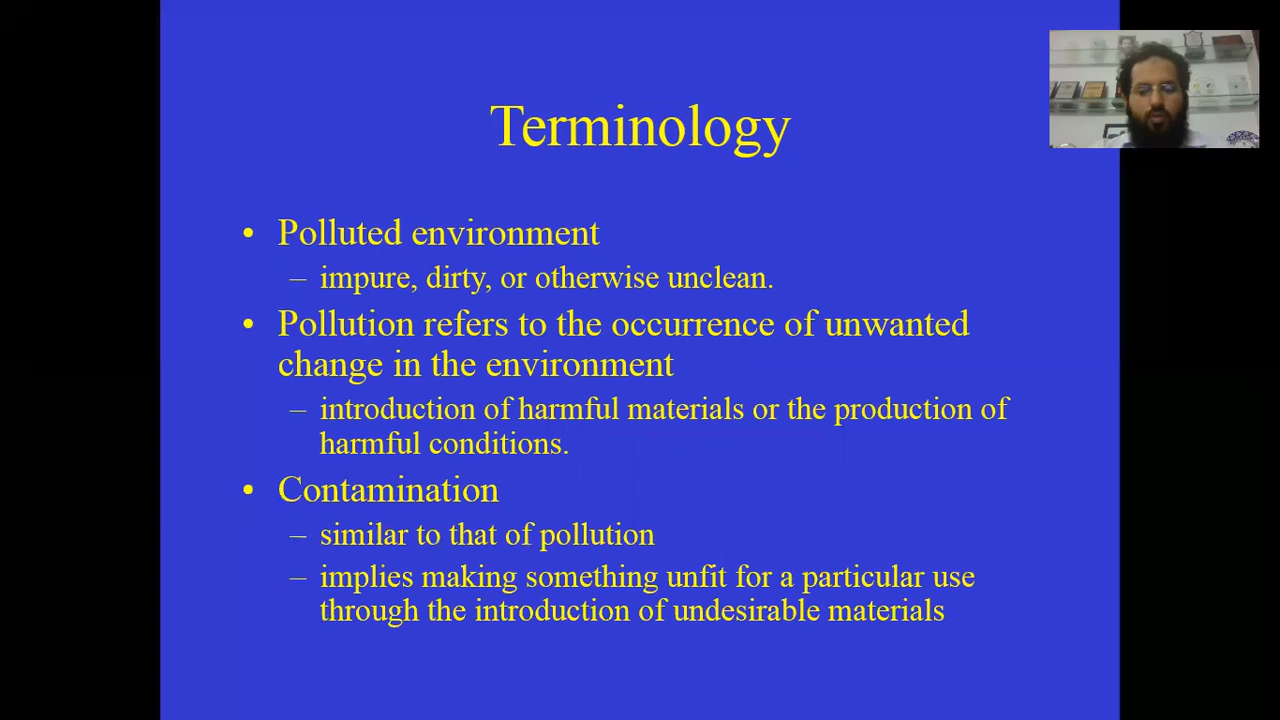 Terminology
• Polluted environment
– impure, dirty, or otherwise unclean.
• Pollution refers to the occurrence of unwanted
change in the environment
– introduction of harmful materials or the production of
harmful conditions.
• Contamination
– similar to that of pollution
– implies making something unfit for a particular use
through the introduction of undesirable materials